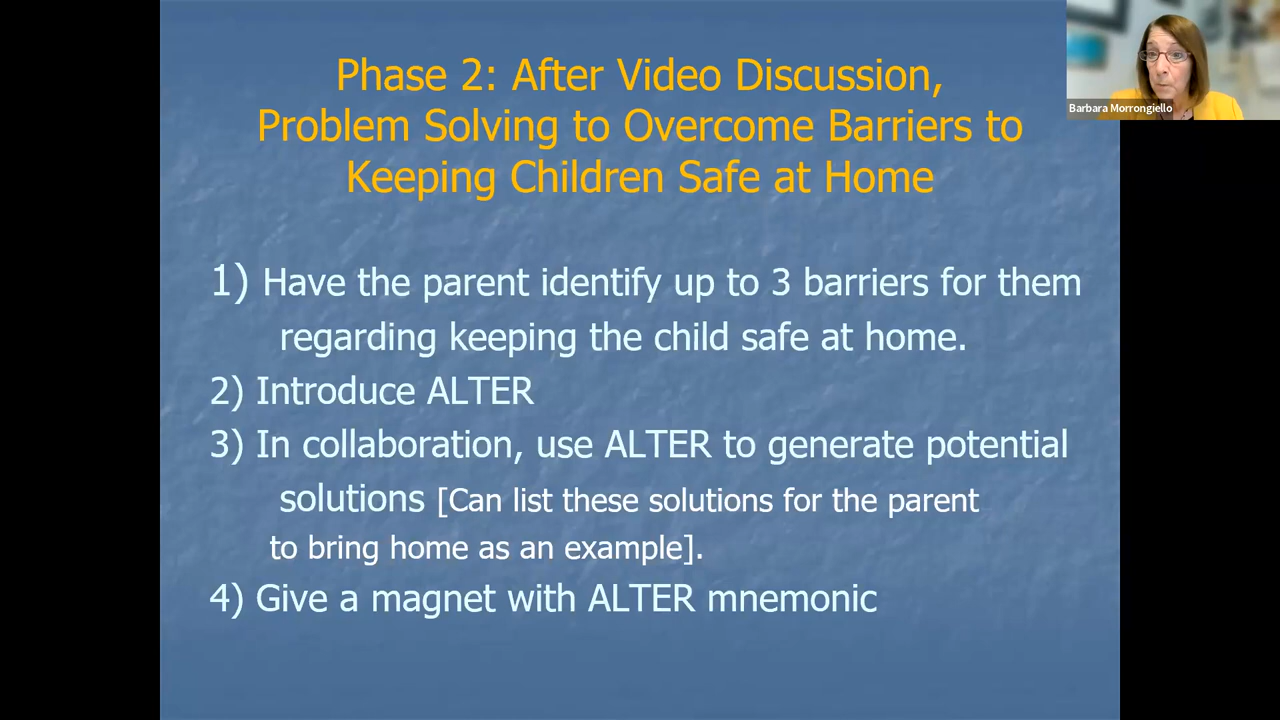 Phase 2: After Video Discussion,
Problem Solving to Overcome Barriers to
Keeping Children Safe at Home
Barbara Morrongiello
1) Have the parent identify up to 3 barriers for them
regarding keeping the child safe at home.
2) Introduce ALTER
3) In collaboration, use ALTER to generate potential
solutions [Can list these solutions for the parent
to bring home as an example].
4) Give a magnet with ALTER mnemonic